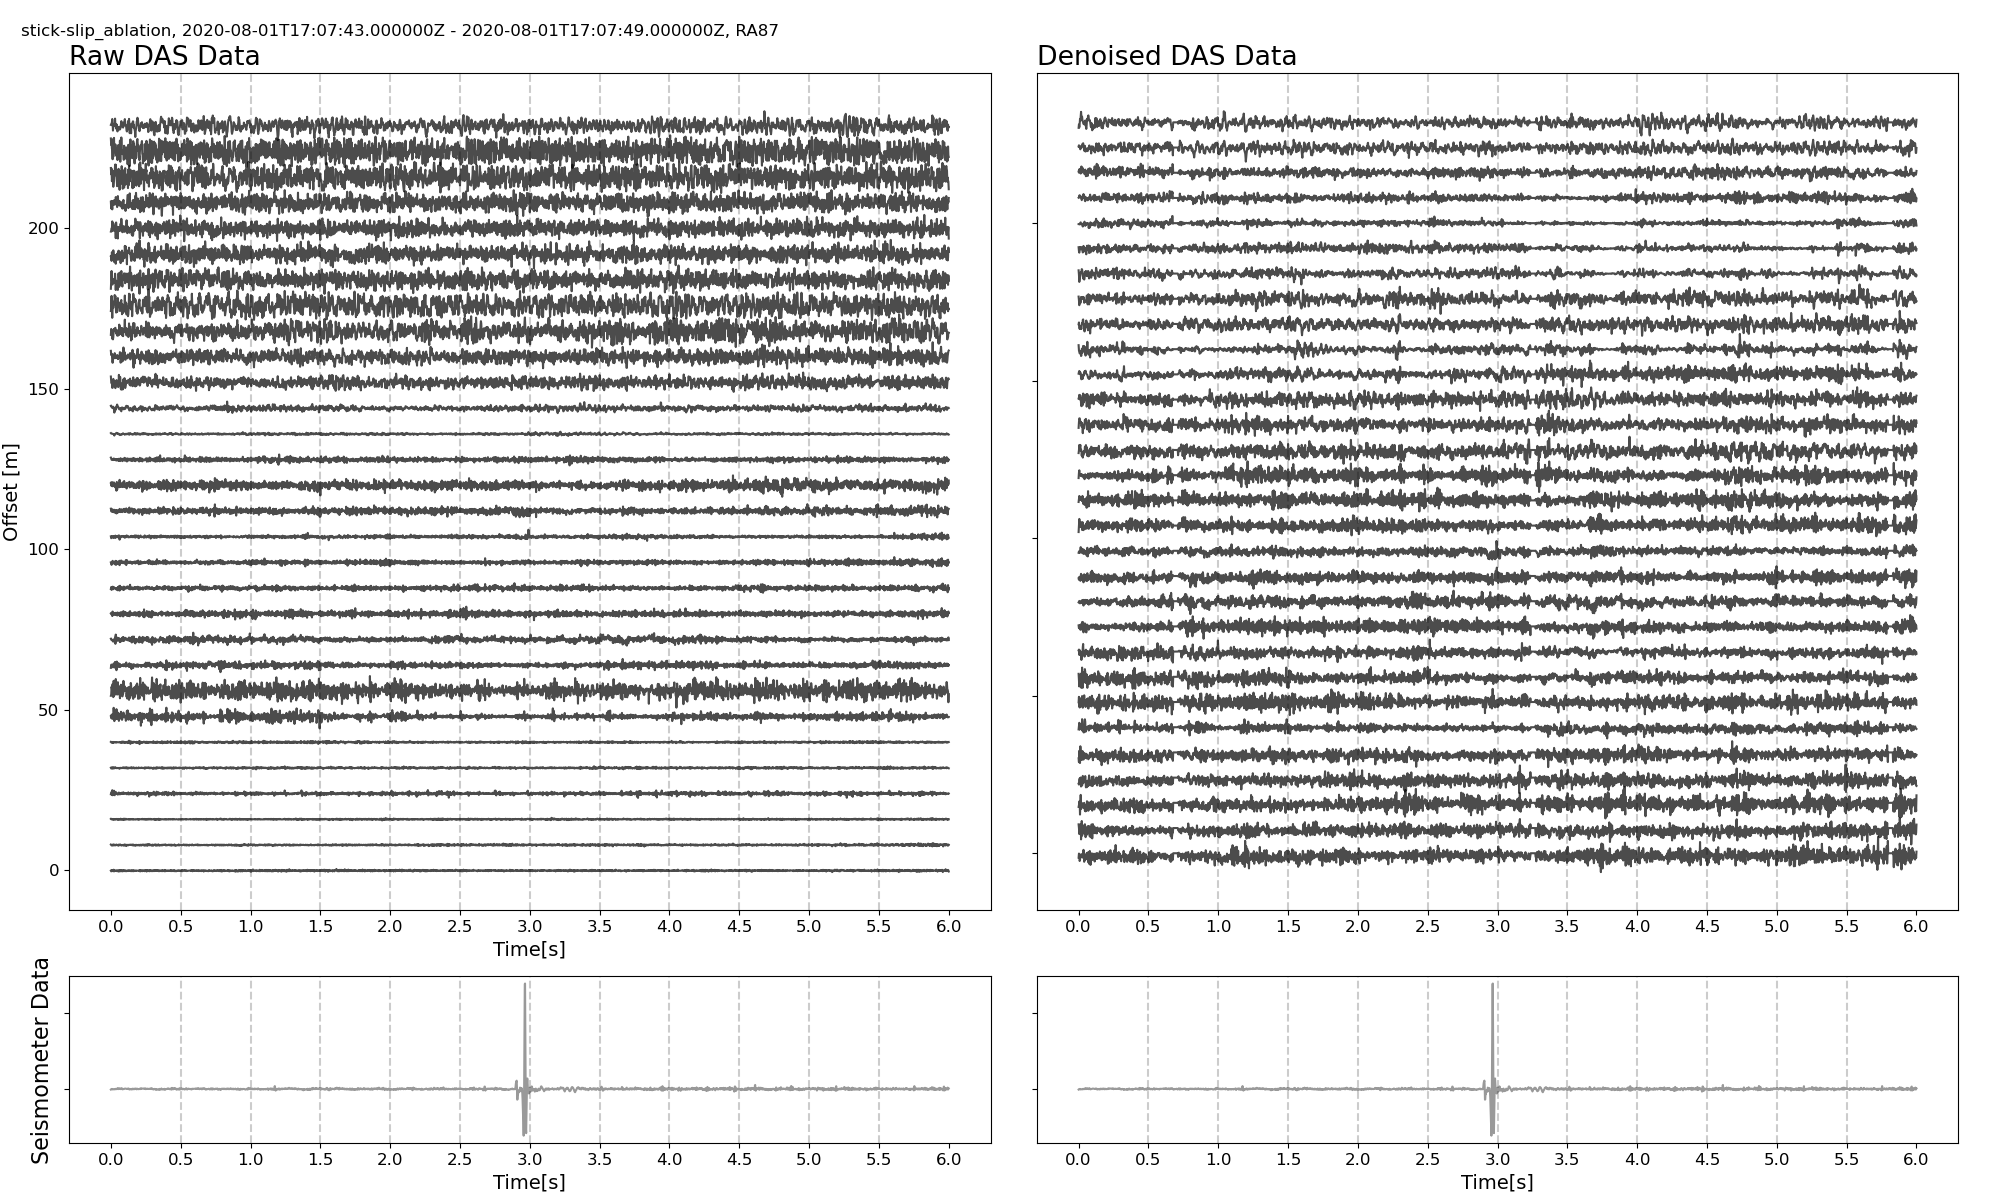 stick-slip_ablation, 2020-08-01T17:07:43.000000Z - 2020-08-01T17:07:49.000000Z, RA87
Raw DAS Data
Denoised DAS Data
Offset [m]
200
150
100
50
0
0.0 0.5 1.0 1.5 2.0 2.5 3.0 3.5 4.0 4.5 5.0 5.5 6.0
Time[s]
0.0 0.5 1.0 1.5 2.0 2.5 3.0 3.5 4.0 4.5 5.0 5.5 6.0
Seismometer Data
0.0 0.5 1.0 1.5 2.0 2.5 3.0 3.5 4.0 4.5 5.0 5.5 6.0
Time[s]
0.0 0.5 1.0 1.5 2.0 2.5 3.0 3.5 4.0 4.5 5.0 5.5 6.0
Time[s]